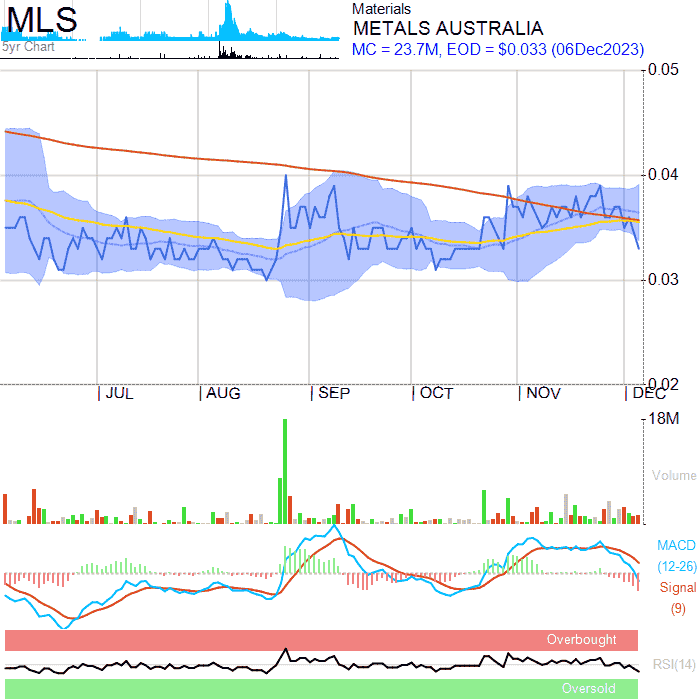 MLS
5yr Chart
Materials
METALS AUSTRALIA
MC = 23.7M, EOD = $0.033 (06Dec2023)
0.05
0.04
0.03
0.02
JUL AUG SEP OCT NOV DEC
18M
Volume
MACD
(12-26)
Signal
(9)
Overbought
RSI(14)
Oversold